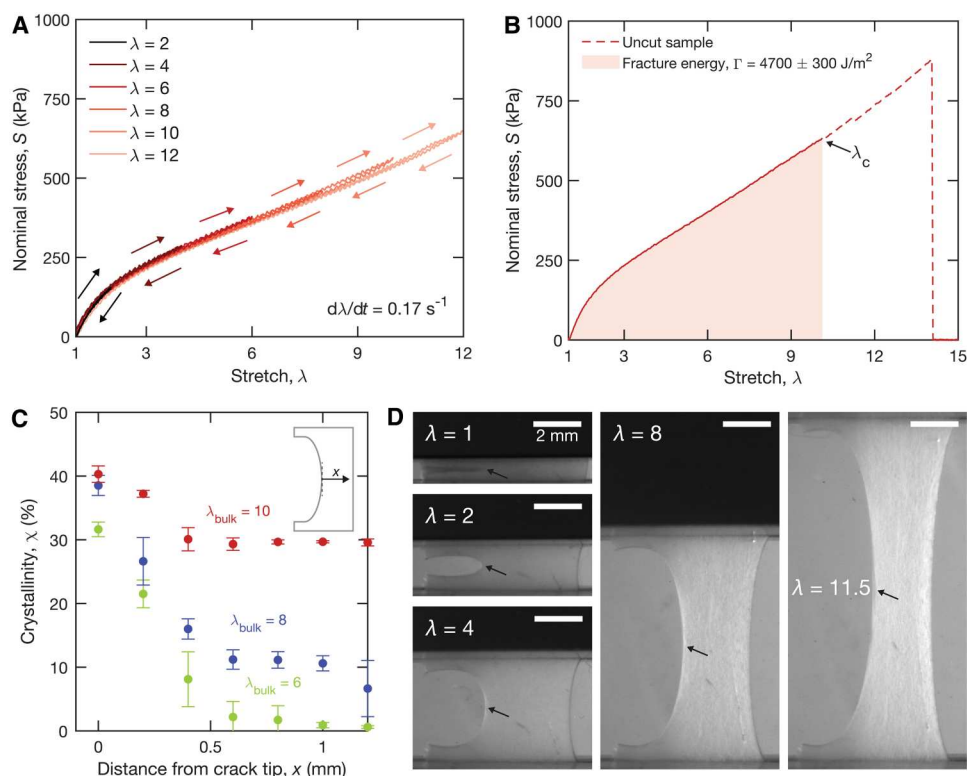 A
1000
750
500
250
0
Nominal stress, S (kPa)
λ = 2
λ = 4
λ = 6
λ = 8
λ = 10
λ = 12
dλ/dt = 0.17 s⁻¹
1
3
6
9
12
Stretch, λ
B
1000
750
500
250
0
Nominal stress, S (kPa)
Uncut sample
Fracture energy, Γ = 4700 ± 300 J/m²
λc
1
3
6
9
12
15
Stretch, λ
C
50
40
30
20
10
0
Crystallinity, χ (%)
x
λbulk = 10
λbulk = 8
λbulk = 6
0
0.5
1
Distance from crack tip, x (mm)
D
λ = 1
2 mm
λ = 2
λ = 4
λ = 8
λ = 11.5